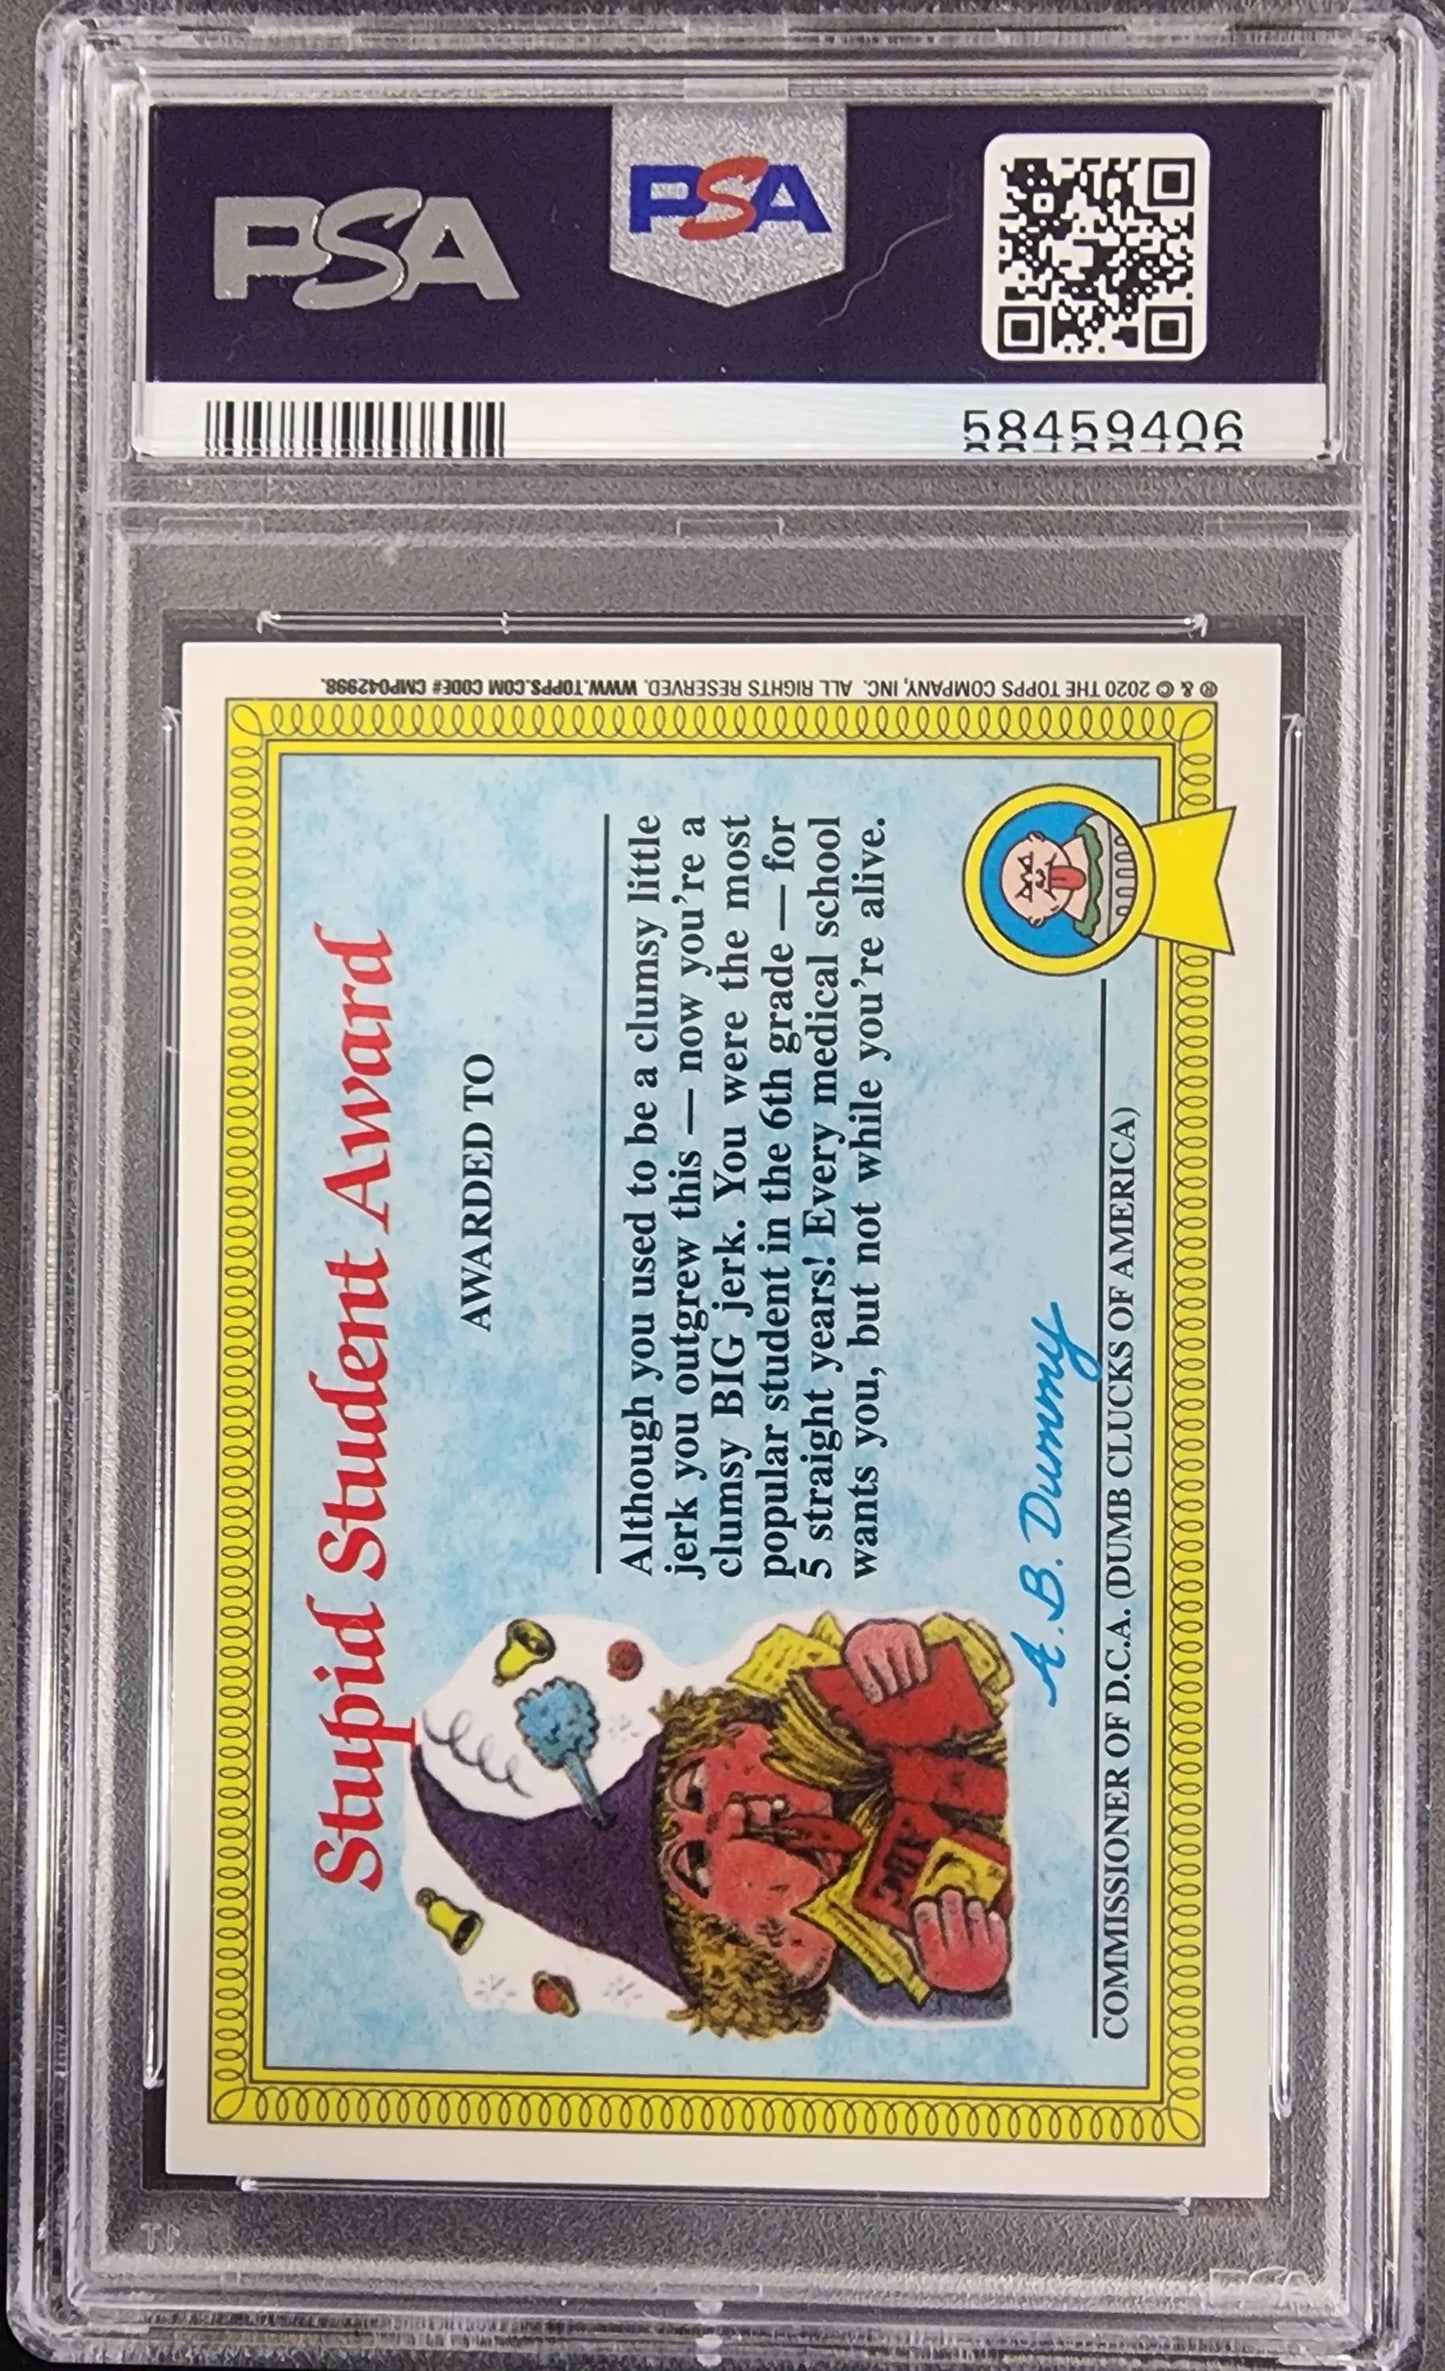 PSA
PSA
58459406
® & © 2020 THE TOPPS COMPANY, INC. ALL RIGHTS RESERVED. WWW.TOPPS.COM CODE# CMP042998.
Stupid Student Award
AWARDED TO
Although you used to be a clumsy little
jerk you outgrew this — now you're a
clumsy BIG jerk. You were the most
popular student in the 6th grade — for
5 straight years! Every medical school
wants you, but not while you're alive.
A. B. Dummy
COMMISSIONER OF D.C.A. (DUMB CLUCKS OF AMERICA)
PSA